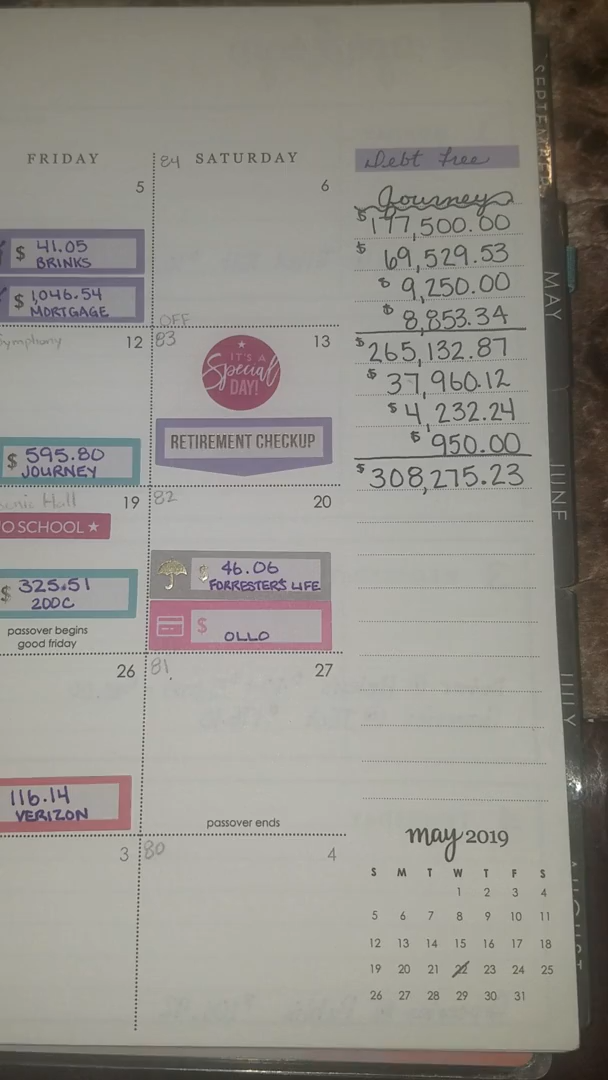 SEPTEMBER
FRIDAY
84 SATURDAY
Debt Free
Journey
5
6
$ 41.05
BRINKS
$ 1,046.54
MORTGAGE
OFF
$177,500.00
$ 69,529.53
$ 9,250.00
$ 8,853.34
$265,132.87
$ 37,960.12
$ 4,232.24
$ 950.00
$308,275.23
MAY
Symphony
12
83
13
IT'S A
Special
DAY!
RETIREMENT CHECKUP
$ 595.80
JOURNEY
JUNE
Hall
19
82
20
O SCHOOL
$ 325.51
200C
passover begins
good friday
$ 46.06
FORRESTER'S LIFE
$
OLLO
26
81
27
JULY
116.14
VERIZON
passover ends
3
80
4
may 2019
S M T W T F S
1 2 3 4
5 6 7 8 9 10 11
12 13 14 15 16 17 18
19 20 21 22 23 24 25
26 27 28 29 30 31
AUGUST